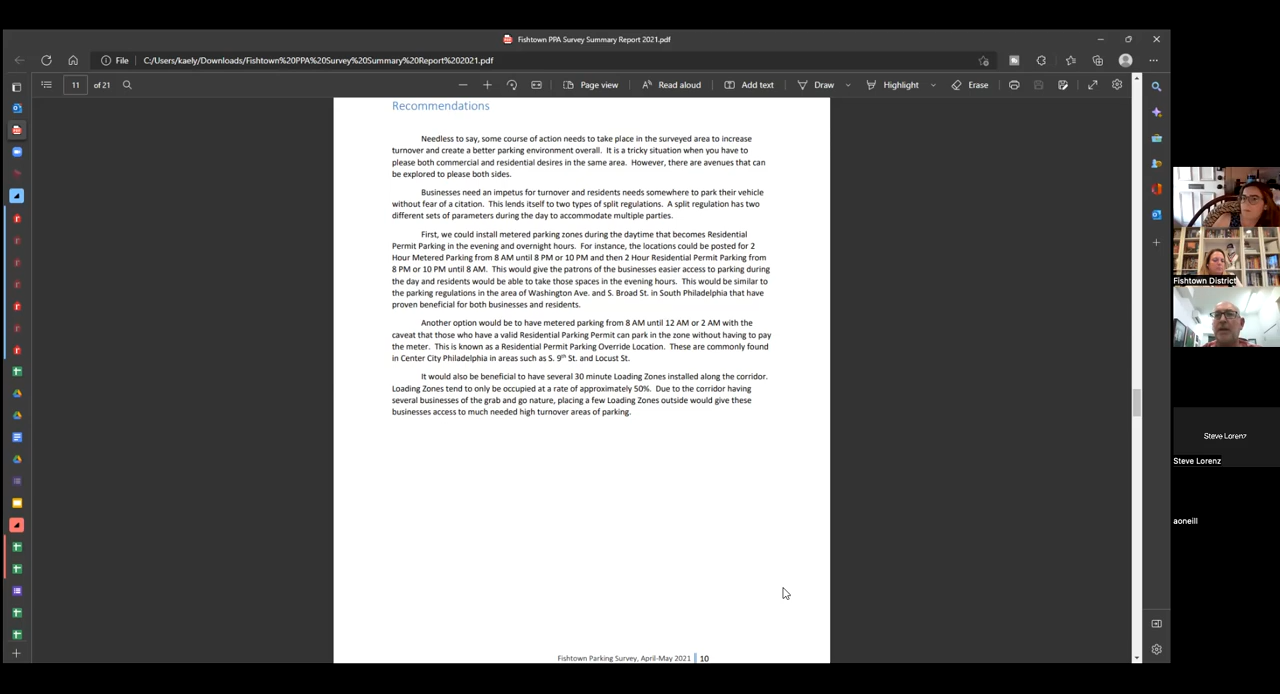 Fishtown PPA Survey Summary Report 2021.pdf
File
C:/Users/kaely/Downloads/Fishtown%20PPA%20Survey%20Summary%20Report%202021.pdf
11 of 21
Page view
Read aloud
Add text
Draw
Highlight
Erase
Recommendations
Needless to say, some course of action needs to take place in the surveyed area to increase
turnover and create a better parking environment overall. It is a tricky situation when you have to
please both commercial and residential desires in the same area. However, there are avenues that can
be explored to please both sides.
Businesses need an impetus for turnover and residents needs somewhere to park their vehicle
without fear of a citation. This lends itself to two types of split regulations. A split regulation has two
different sets of parameters during the day to accommodate multiple parties.
First, we could install metered parking zones during the daytime that becomes Residential
Permit Parking in the evening and overnight hours. For instance, the locations could be posted for 2
Hour Metered Parking from 8 AM until 8 PM or 10 PM and then 2 Hour Residential Permit Parking from
8 PM or 10 PM until 8 AM. This would give the patrons of the businesses easier access to parking during
the day and residents would be able to take those spaces in the evening hours. This would be similar to
the parking regulations in the area of Washington Ave. and S. Broad St. in South Philadelphia that have
proven beneficial for both businesses and residents.
Another option would be to have metered parking from 8 AM until 12 AM or 2 AM with the
caveat that those who have a valid Residential Parking Permit can park in the zone without having to pay
the meter. This is known as a Residential Permit Parking Override Location. These are commonly found
in Center City Philadelphia in areas such as S. 9th St. and Locust St.
It would also be beneficial to have several 30 minute Loading Zones installed along the corridor.
Loading Zones tend to only be occupied at a rate of approximately 50%. Due to the corridor having
several businesses of the grab and go nature, placing a few Loading Zones outside would give these
businesses access to much needed high turnover areas of parking.
Fishtown Parking Survey, April-May 2021 | 10
Fishtown District
Steve Lorenz
Steve Lorenz
aoneill